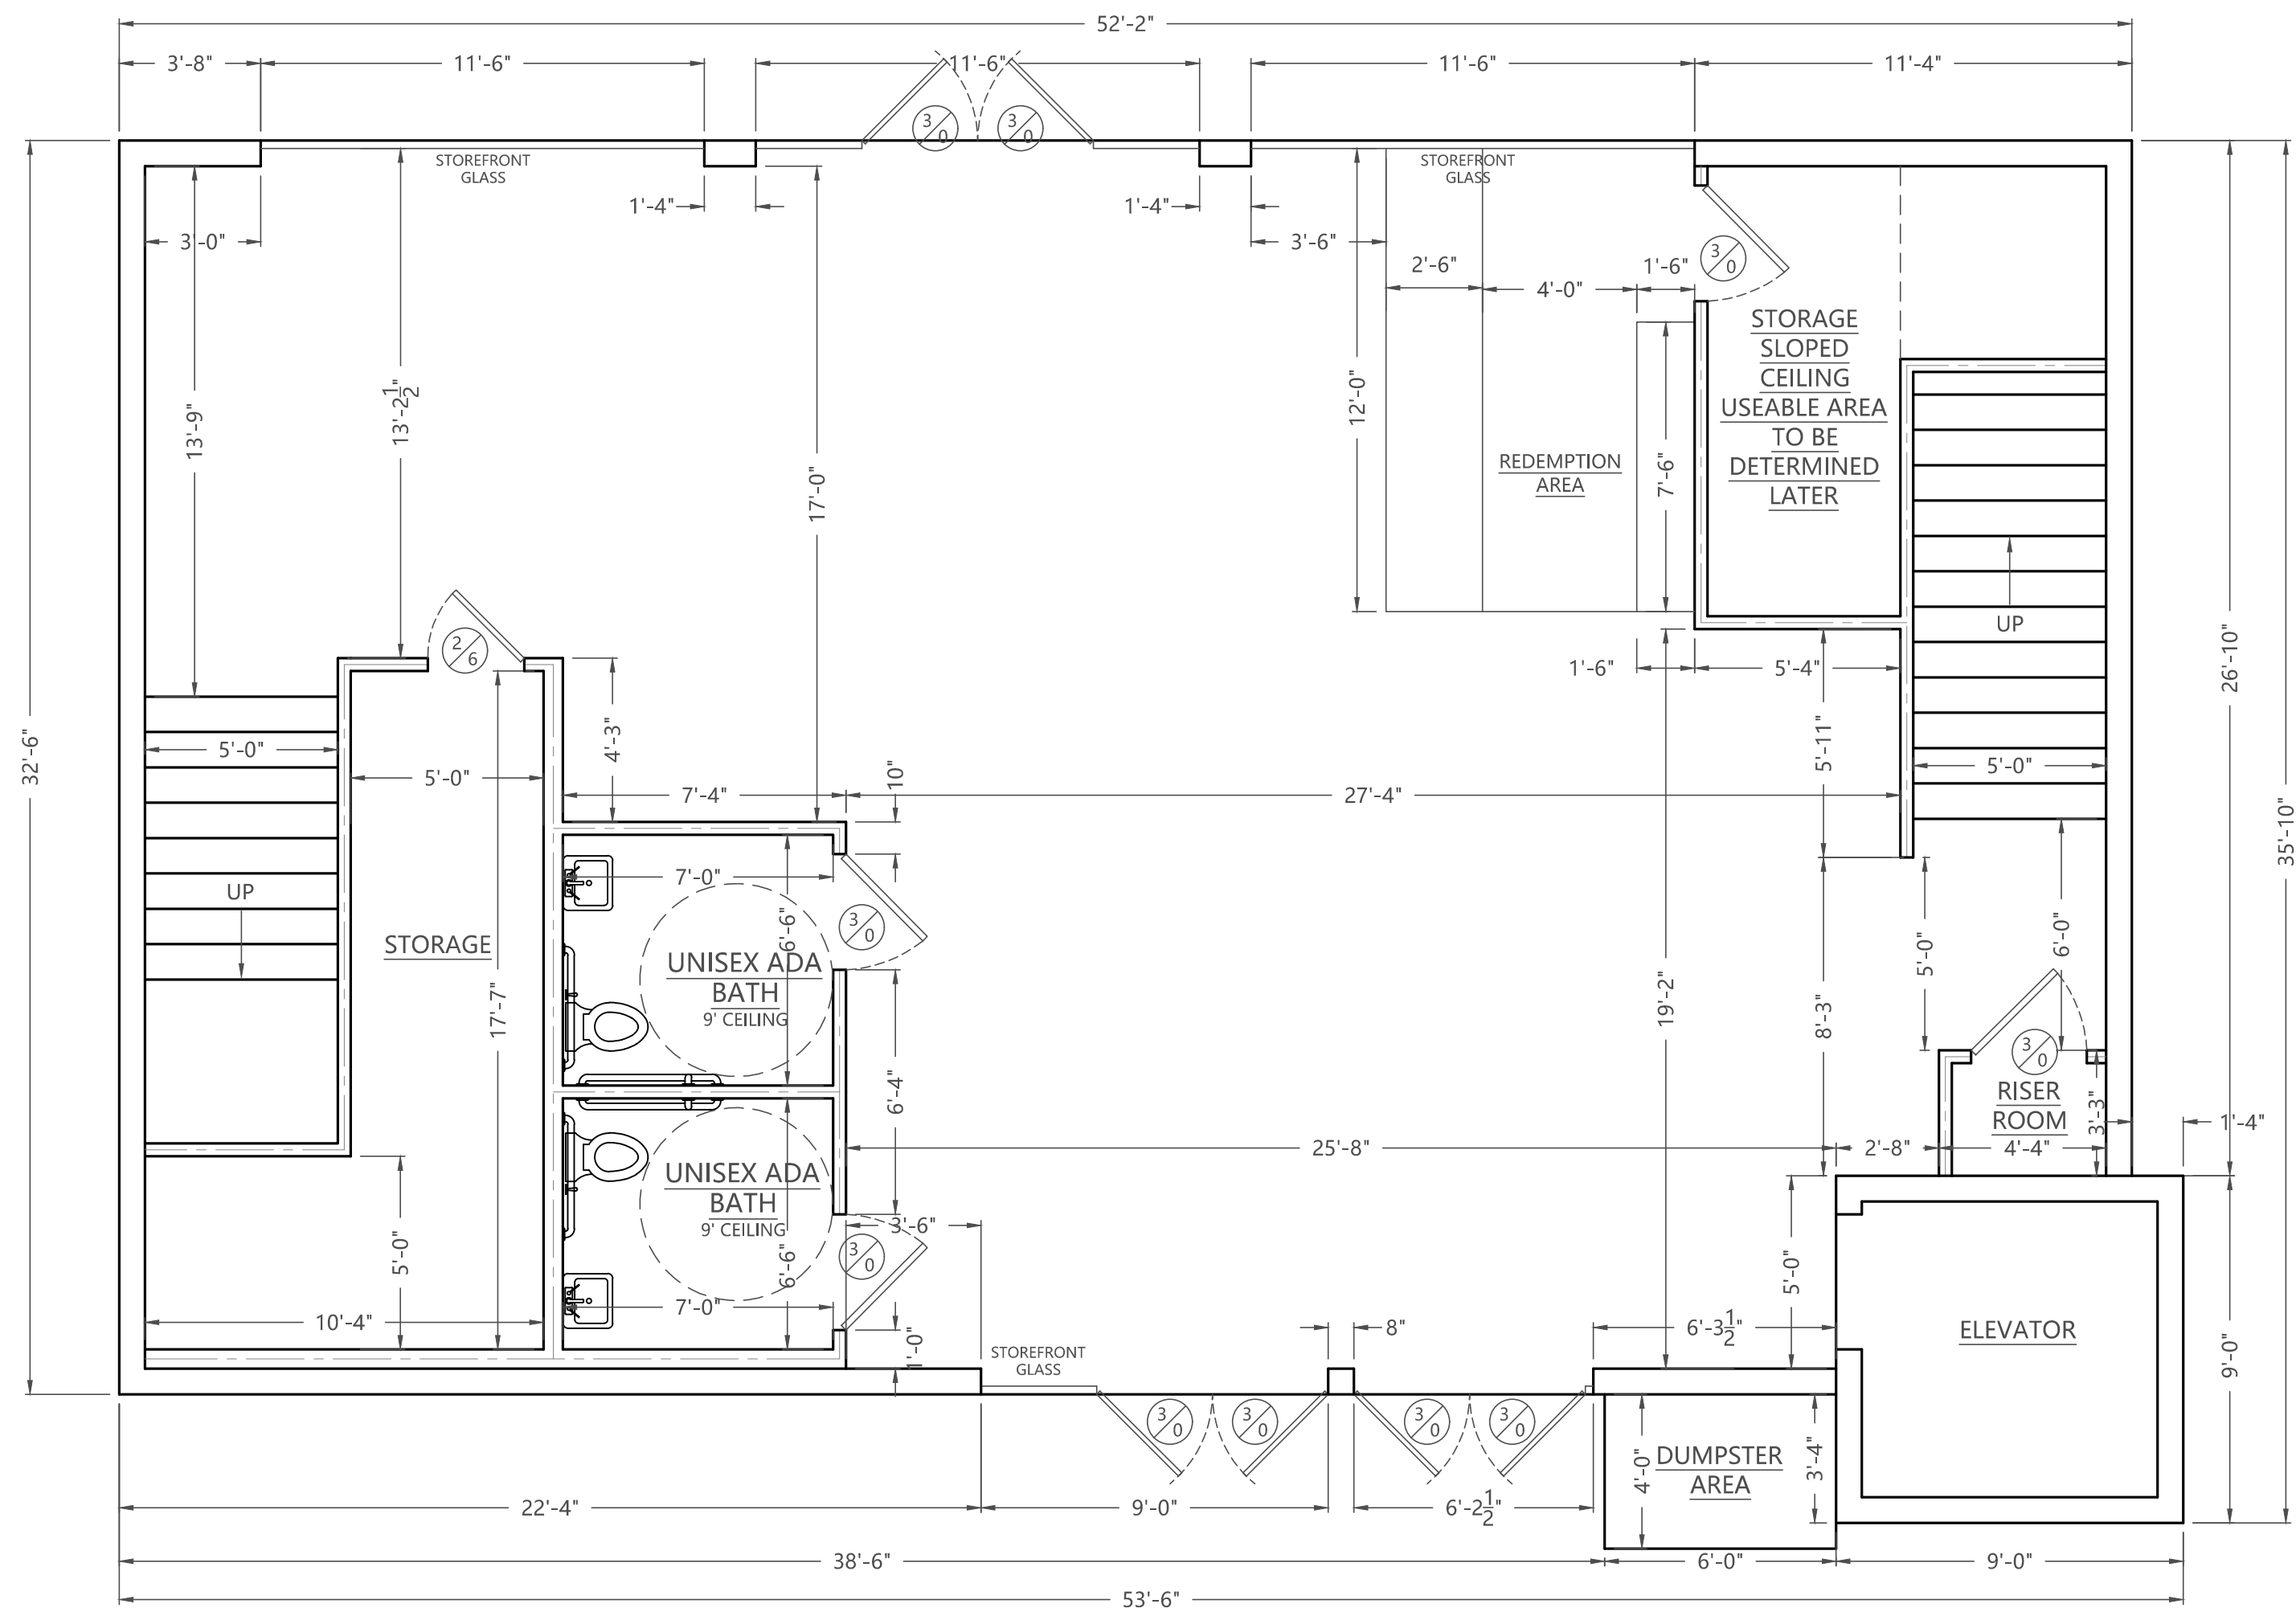 52'-2"
3'-8"
11'-6"
11'-6"
11'-6"
11'-4"
3/0
3/0
STOREFRONT
GLASS
STOREFRONT
GLASS
1'-4"
1'-4"
3'-0"
3'-6"
2'-6"
4'-0"
1'-6"
3/0
STORAGE
SLOPED
CEILING
USEABLE AREA
TO BE
DETERMINED
LATER
13'-9"
13'-2 1/2"
17'-0"
12'-0"
7'-6"
REDEMPTION
AREA
UP
26'-10"
32'-6"
35'-10"
2/6
1'-6"
5'-4"
5'-0"
5'-0"
4'-3"
10"
5'-11"
5'-0"
7'-4"
27'-4"
7'-0"
UP
STORAGE
6'-6"
3/0
UNISEX ADA
BATH
9' CEILING
17'-7"
19'-2"
8'-3"
5'-0"
6'-0"
3/0
RISER
ROOM
3'-3"
1'-4"
6'-4"
25'-8"
2'-8"
4'-4"
UNISEX ADA
BATH
9' CEILING
3'-6"
3/0
5'-0"
6'-6"
5'-0"
9'-0"
7'-0"
10'-4"
1'-0"
STOREFRONT
GLASS
8"
6'-3 1/2"
ELEVATOR
3/0
3/0
3/0
3/0
4'-0"
DUMPSTER
AREA
3'-4"
22'-4"
9'-0"
6'-2 1/2"
38'-6"
6'-0"
9'-0"
53'-6"